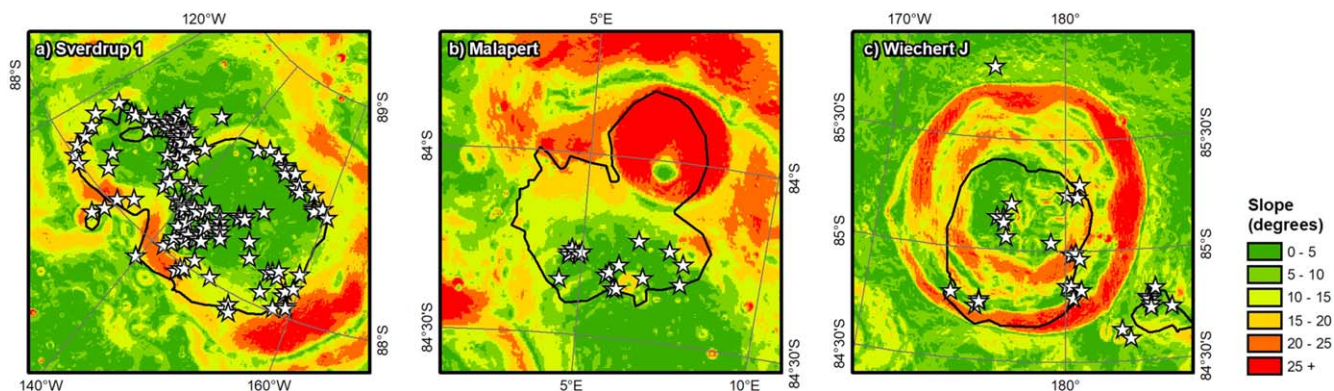 120°W
5°E
170°W
180°
a) Sverdrup 1
b) Malapert
c) Wiechert J
88°S
89°S
84°S
84°S
85°30'S
85°30'S
85°S
85°S
Slope
(degrees)
0 - 5
5 - 10
10 - 15
15 - 20
20 - 25
25 +
84°30'S
88°S
84°30'S
84°30'S
84°30'S
140°W
160°W
5°E
10°E
180°